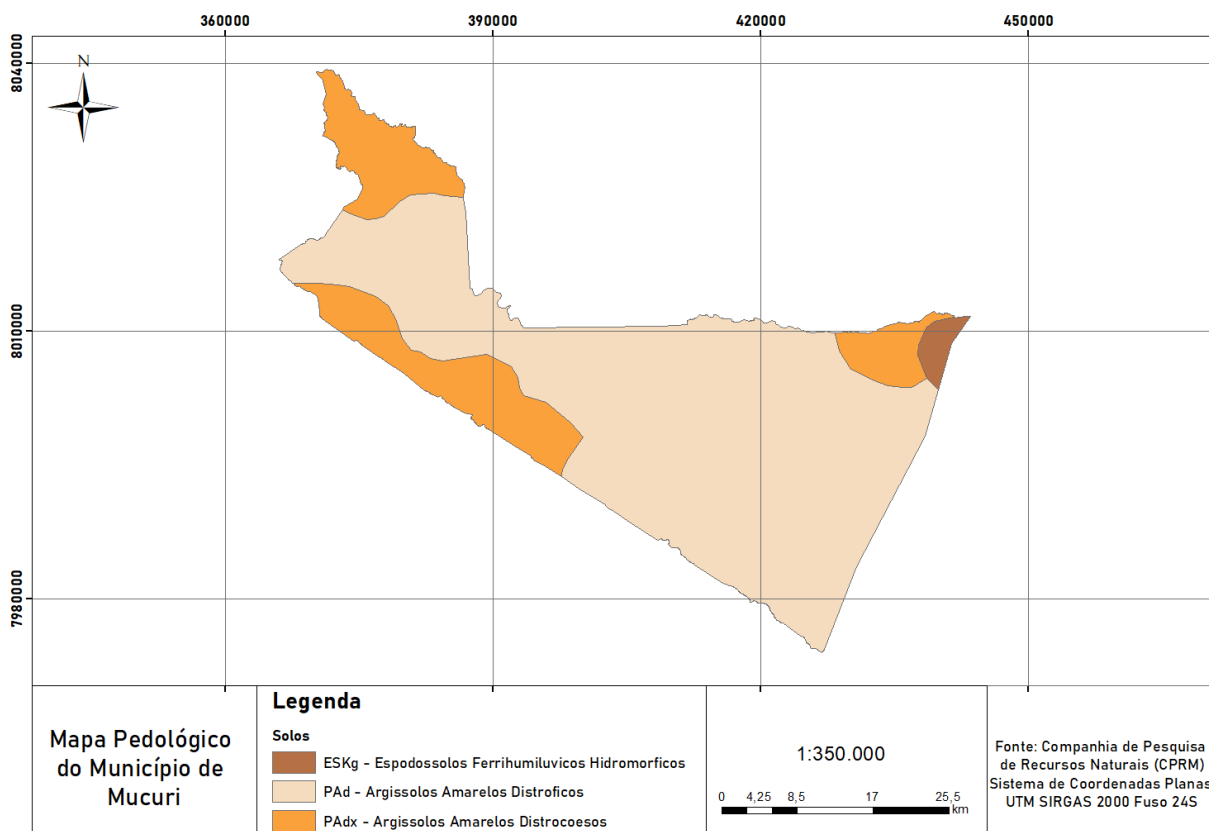 360000
390000
420000
450000
8040000
8010000
7980000
N
Mapa Pedológico
do Município de
Mucuri
Legenda
Solos
ESKg - Espodossolos Ferrihumiluvicos Hidromorficos
PAd - Argissolos Amarelos Distroficos
PAdx - Argissolos Amarelos Distrocoesos
1:350.000
0 4,25 8,5 17 25,5
km
Fonte: Companhia de Pesquisa
de Recursos Naturais (CPRM)
Sistema de Coordenadas Planas
UTM SIRGAS 2000 Fuso 24S